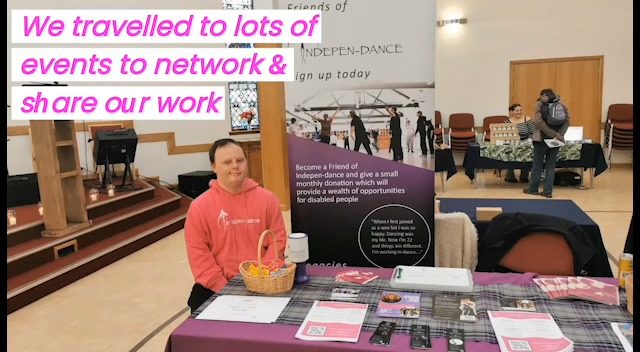 We travelled to lots of
events to network &
share our work
Friends of
INDEPEN-DANCE
Sign up today
Become a Friend of
Indepen-dance and give a small
monthly donation which will
provide a wealth of opportunities
for disabled people
"When I first joined
as a wee kid I was so
happy. Dancing was
my life. Now I'm 22
and things are different.
I'm working in-dance..."